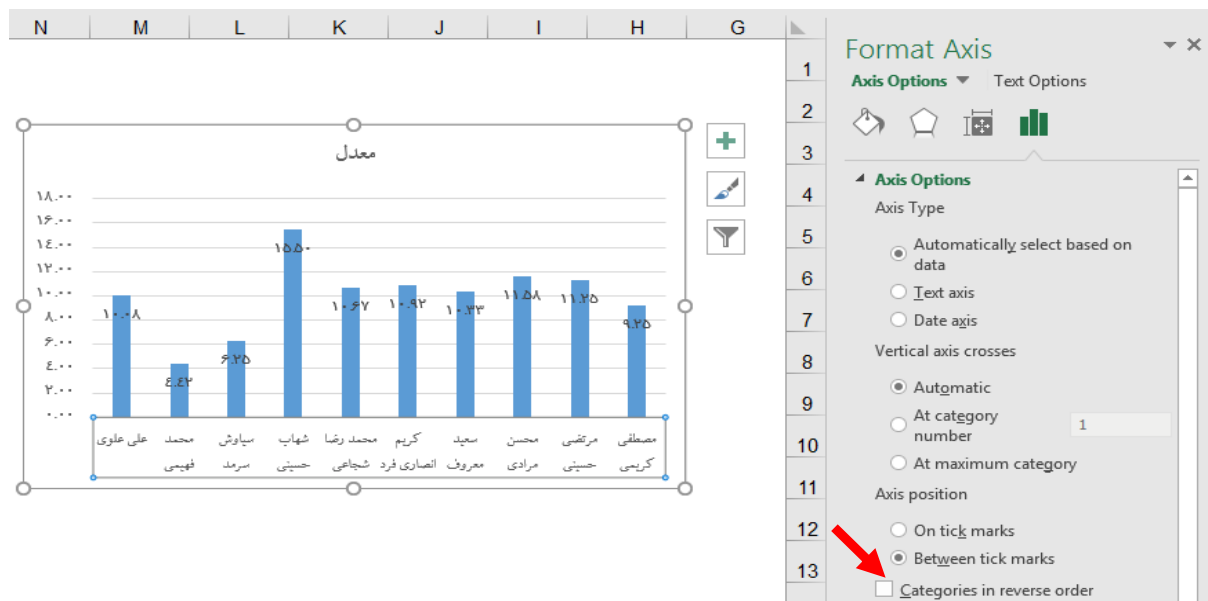 N M L K J I H G
1
2
3
4
5
6
7
8
9
10
11
12
13
معدل
۱۸.۰۰
۱۶.۰۰
۱٤.۰۰
۱۲.۰۰
۱۰.۰۰
۸.۰۰
۶.۰۰
٤.۰۰
۲.۰۰
۰.۰۰
۱۰.۰۸
٤.٤۲
۶.۲۵
۱۵.۵۰
۱۰.۶۷
۱۰.۹۲
۱۰.۳۳
۱۱.۵۸
۱۱.۲۵
۹.۲۵
علی علوی
محمد
فهیمی
سیاوش
سرمد
شهاب
حسینی
محمد رضا
شجاعی
کریم
انصاری فرد
سعید
معروف
محسن
مرادی
مرتضی
حسینی
مصطفی
کریمی
Format Axis
Axis Options Text Options
Axis Options
Axis Type
Automatically select based on
data
Text axis
Date axis
Vertical axis crosses
Automatic
At category
number
1
At maximum category
Axis position
On tick marks
Between tick marks
Categories in reverse order